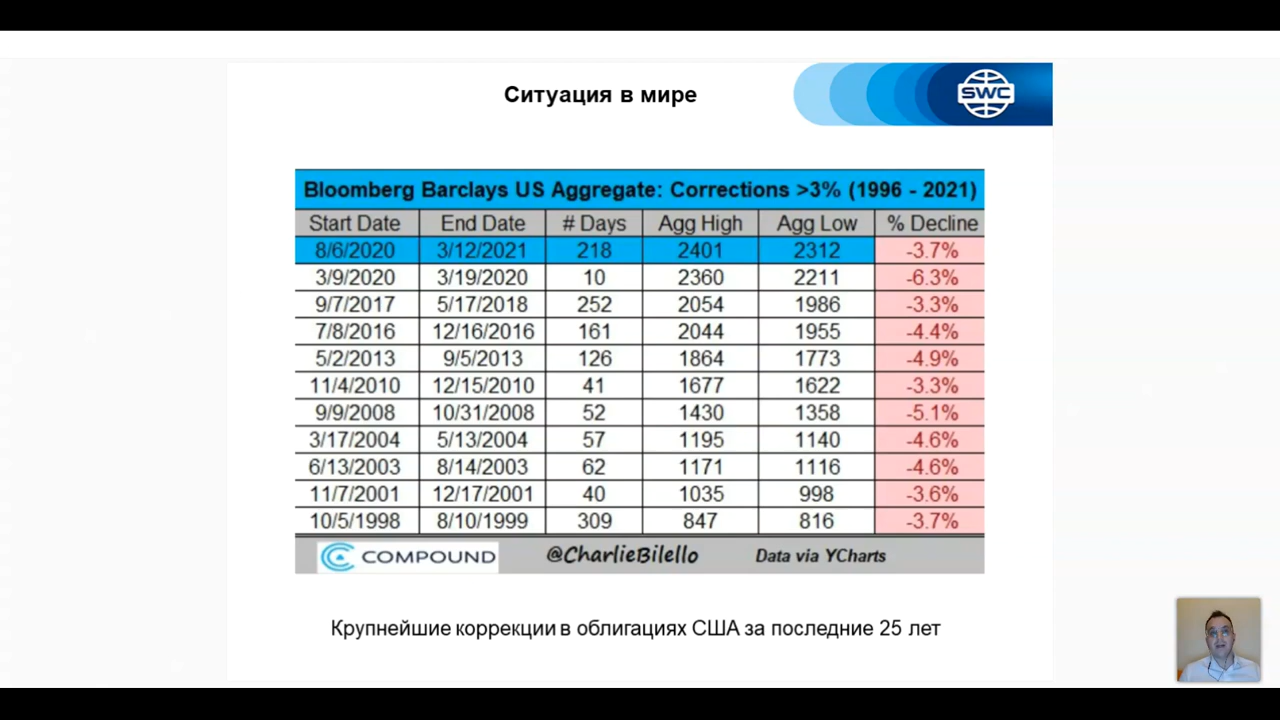 Ситуация в мире
SWC
Bloomberg Barclays US Aggregate: Corrections >3% (1996 - 2021)
Start Date End Date # Days Agg High Agg Low % Decline
8/6/2020 3/12/2021 218 2401 2312 -3.7%
3/9/2020 3/19/2020 10 2360 2211 -6.3%
9/7/2017 5/17/2018 252 2054 1986 -3.3%
7/8/2016 12/16/2016 161 2044 1955 -4.4%
5/2/2013 9/5/2013 126 1864 1773 -4.9%
11/4/2010 12/15/2010 41 1677 1622 -3.3%
9/9/2008 10/31/2008 52 1430 1358 -5.1%
3/17/2004 5/13/2004 57 1195 1140 -4.6%
6/13/2003 8/14/2003 62 1171 1116 -4.6%
11/7/2001 12/17/2001 40 1035 998 -3.6%
10/5/1998 8/10/1999 309 847 816 -3.7%
COMPOUND @CharlieBilello Data via YCharts
Крупнейшие коррекции в облигациях США за последние 25 лет